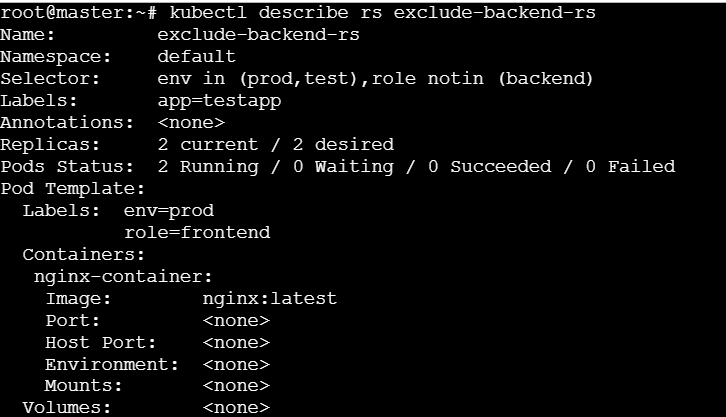 root@master:~# kubectl describe rs exclude-backend-rs
Name:         exclude-backend-rs
Namespace:    default
Selector:     env in (prod,test),role notin (backend)
Labels:       app=testapp
Annotations:  <none>
Replicas:     2 current / 2 desired
Pods Status:  2 Running / 0 Waiting / 0 Succeeded / 0 Failed
Pod Template:
  Labels:  env=prod
           role=frontend
  Containers:
   nginx-container:
    Image:        nginx:latest
    Port:         <none>
    Host Port:    <none>
    Environment:  <none>
    Mounts:       <none>
  Volumes:        <none>